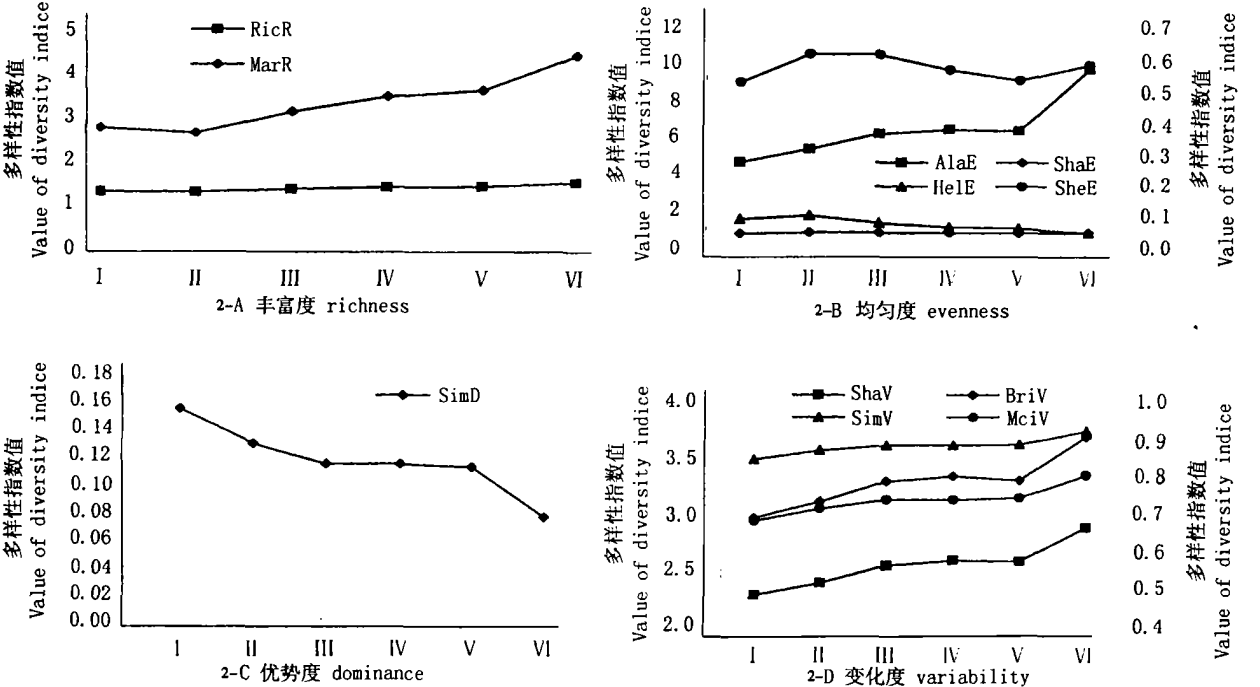 多样性指数值
Value of diversity indice
5
4
3
2
1
0
RicR
MarR
I
II
III
IV
V
VI
2-A 丰富度 richness
多样性指数值
Value of diversity indice
12
10
8
6
4
2
0
AlaE
ShaE
HelE
SheE
0.7
0.6
0.5
0.4
0.3
0.2
0.1
0.0
多样性指数值
Value of diversity indice
I
II
III
IV
V
VI
2-B 均匀度 evenness
多样性指数值
Value of diversity indice
0.18
0.16
0.14
0.12
0.10
0.08
0.06
0.04
0.02
0.00
SimD
I
II
III
IV
V
VI
2-C 优势度 dominance
多样性指数值
Value of diversity indice
4.0
3.5
3.0
2.5
2.0
ShaV
BriV
SimV
MciV
1.0
0.9
0.8
0.7
0.6
0.5
0.4
多样性指数值
Value of diversity indice
I
II
III
IV
V
VI
2-D 变化度 variability